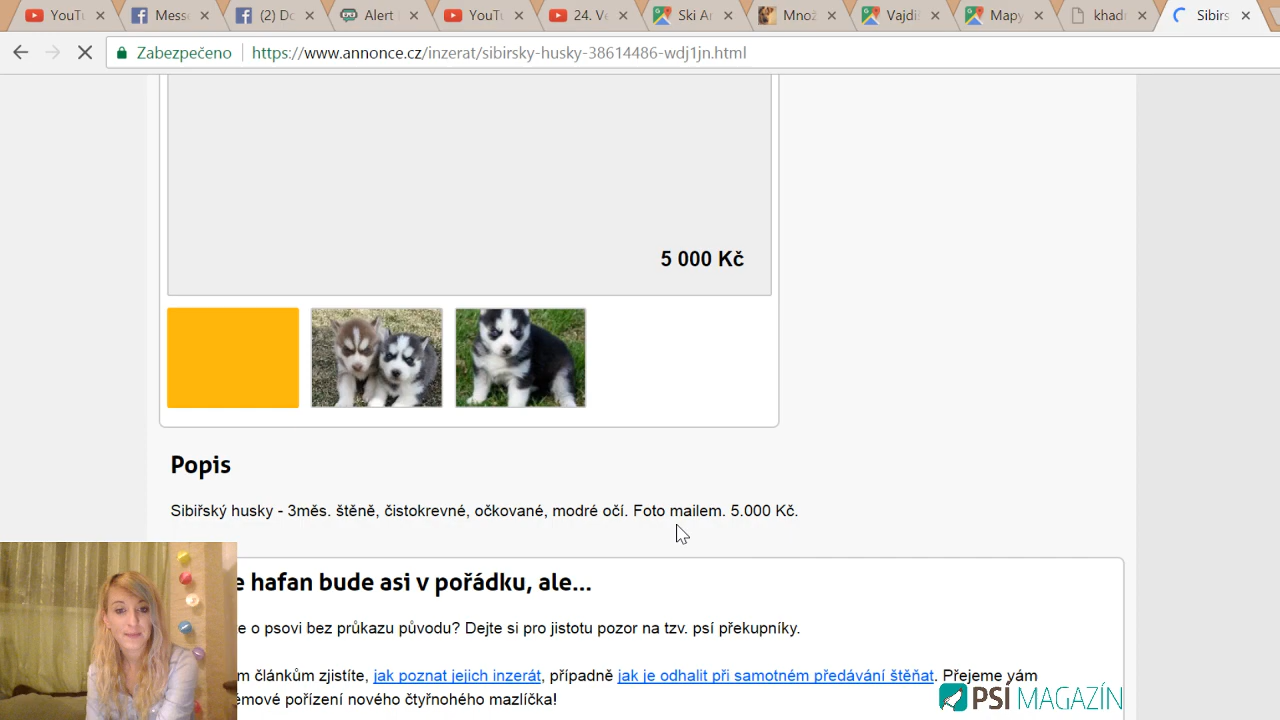 YouTu
Mess
(2) Do
Alert
YouTu
24. Ve
Ski Ar
Množ
Vajdi
Mapy
khad
Sibirs
Zabezpečeno
https://www.annonce.cz/inzerat/sibirsky-husky-38614486-wdj1jn.html
5 000 Kč
Popis
Sibiřský husky - 3měs. štěně, čistokrevné, očkované, modré očí. Foto mailem. 5.000 Kč.
e hafan bude asi v pořádku, ale...
e o psovi bez průkazu původu? Dejte si pro jistotu pozor na tzv. psí překupníky.
m článkům zjistíte, jak poznat jejich inzerát, případně jak je odhalit při samotném předávání štěňat. Přejeme vám
émové pořízení nového čtyřnohého mazlíčka!
PSÍ MAGAZÍN